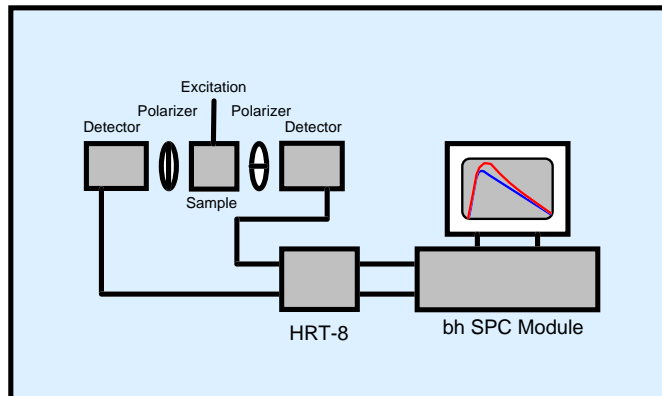 Excitation
Polarizer Polarizer
Detector Detector
Sample
HRT-8
bh SPC Module